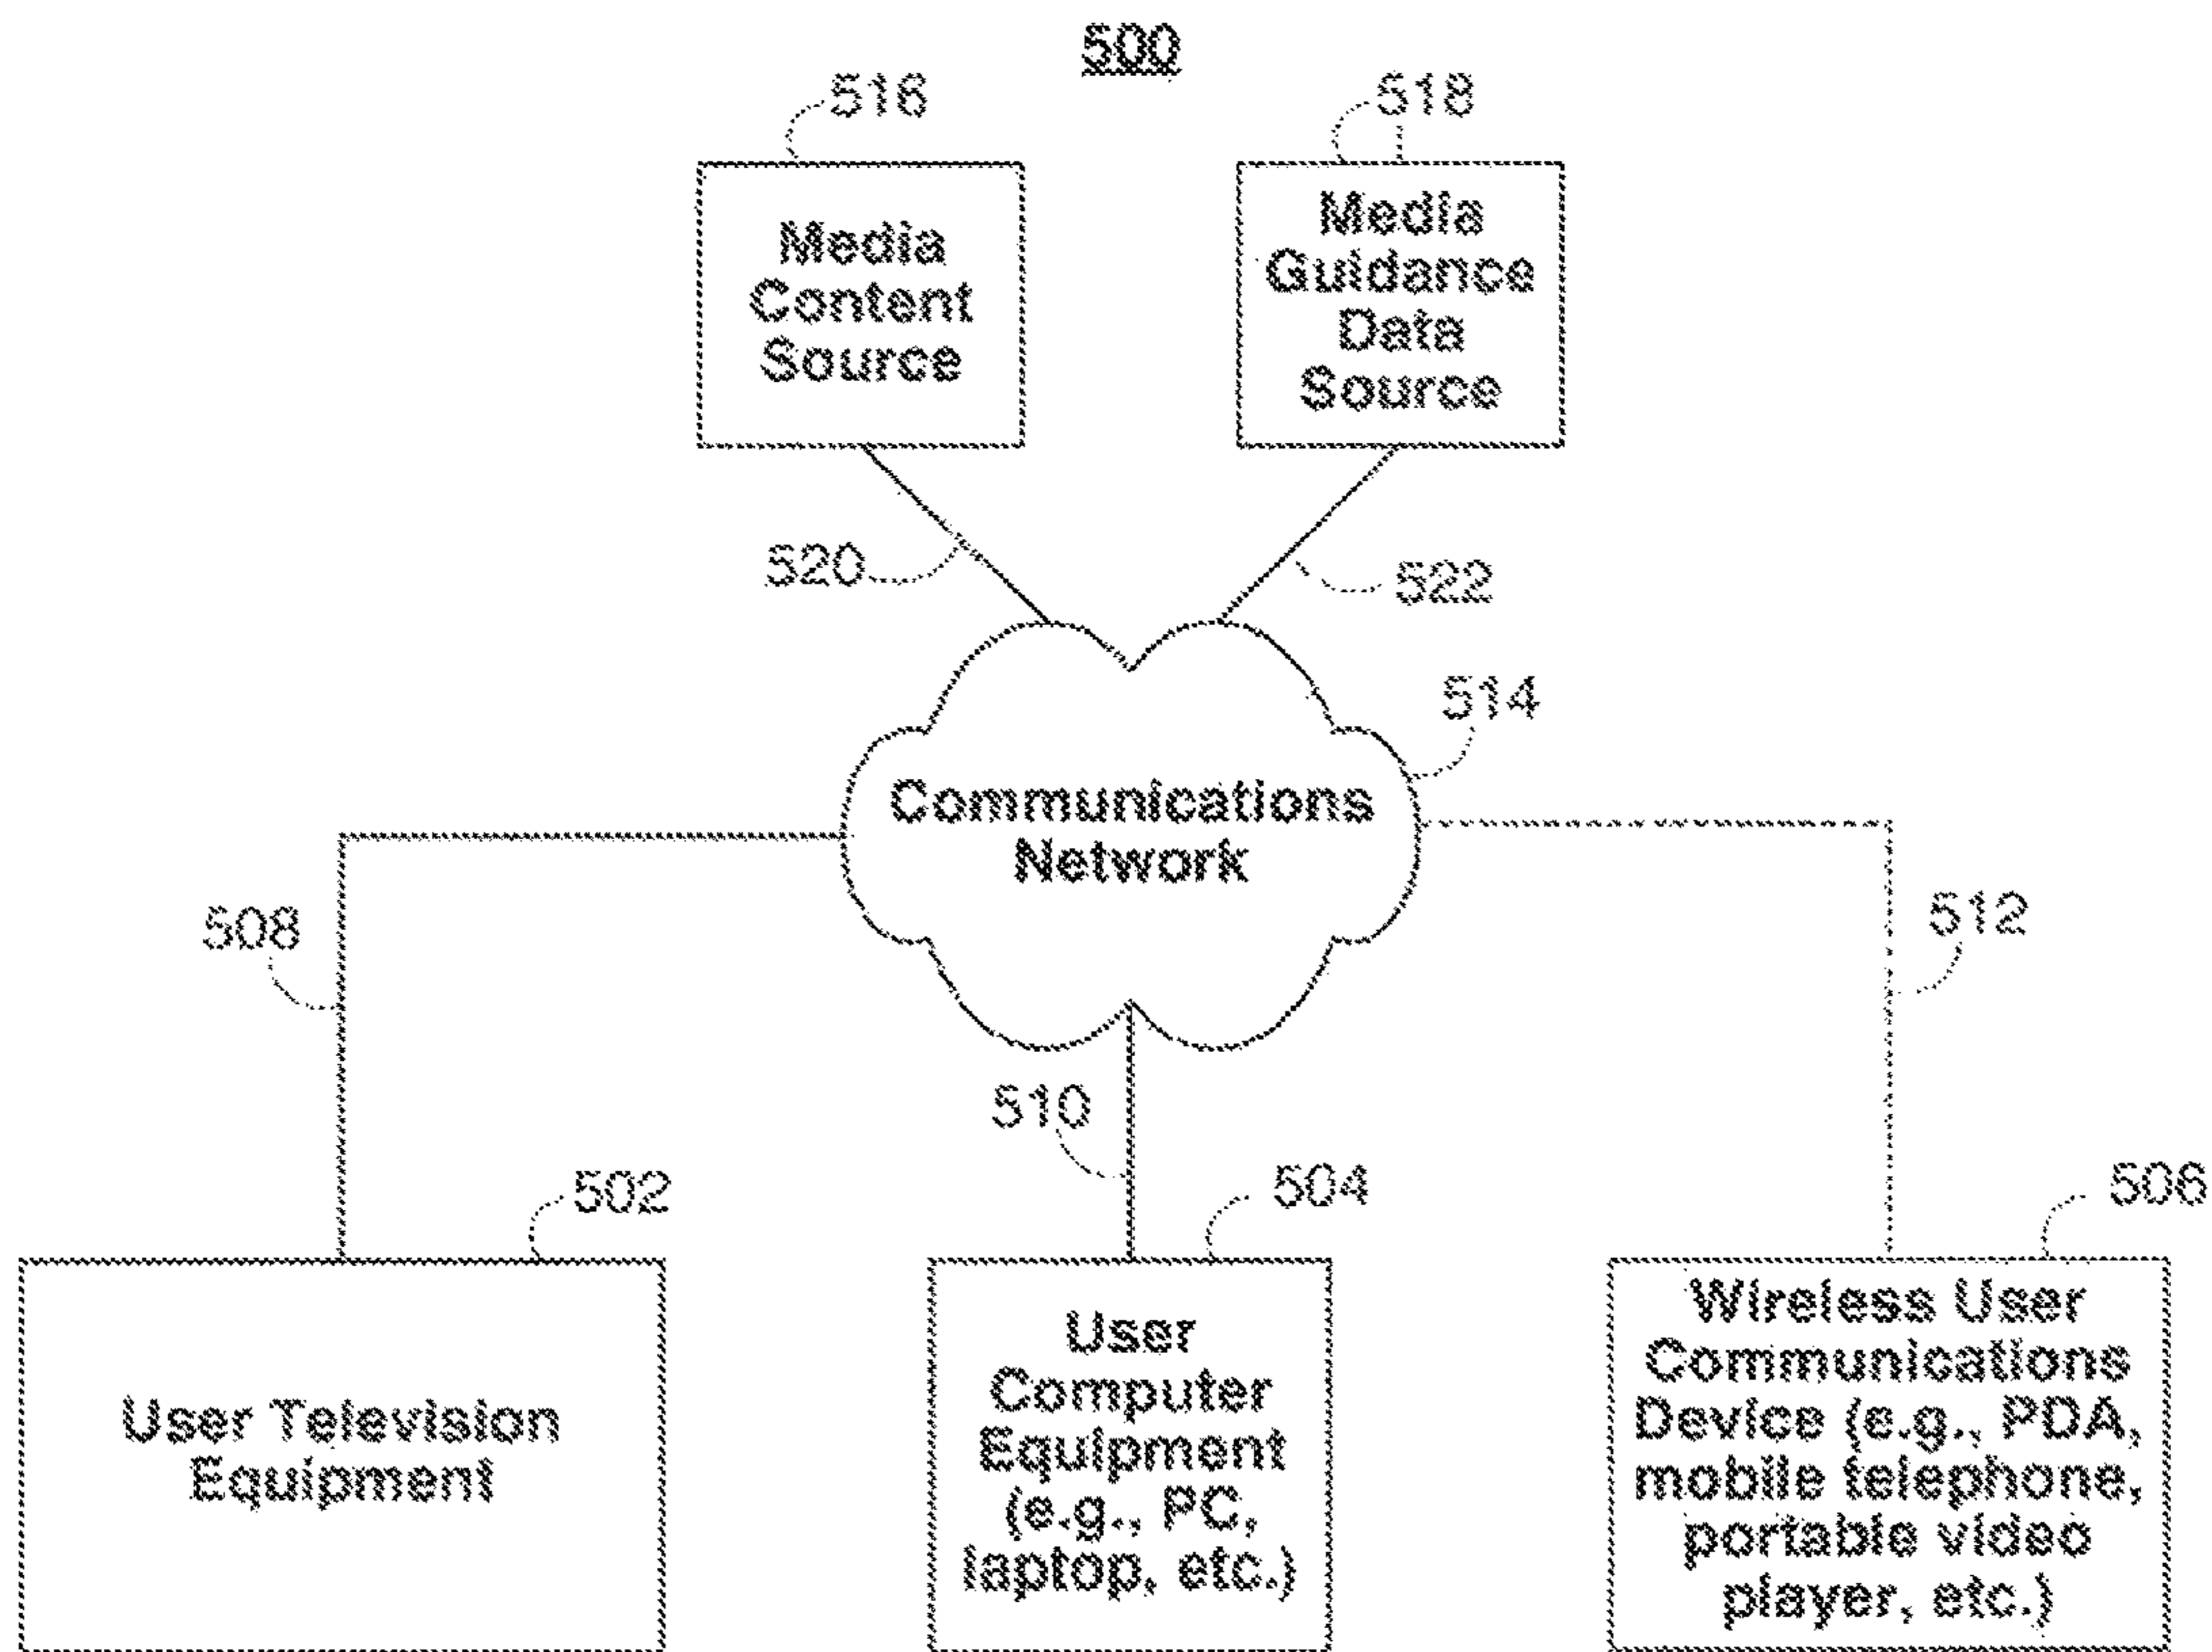 500
516
518
Media
Content
Source
Media
Guidance
Data
Source
520
522
514
Communications
Network
508
512
510
502
504
506
User Television
Equipment
User
Computer
Equipment
(e.g., PC,
laptop, etc.)
Wireless User
Communications
Device (e.g., PDA,
mobile telephone,
portable video
player, etc.)